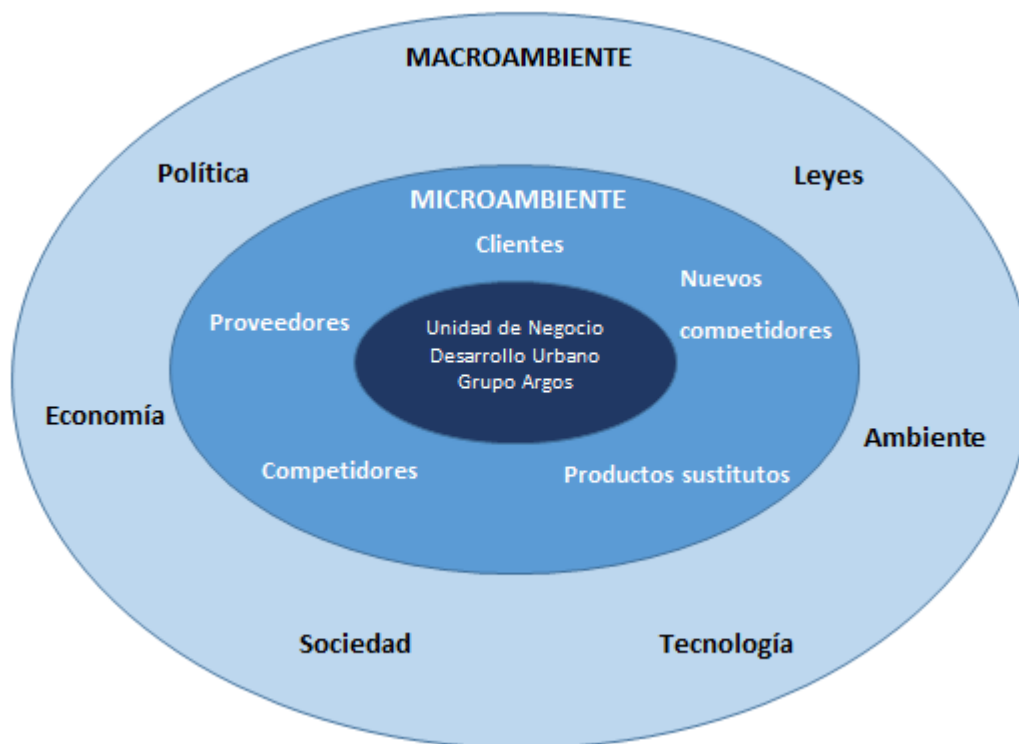 MACROAMBIENTE
Política
Leyes
MICROAMBIENTE
Clientes
Nuevos
competidores
Proveedores
Unidad de Negocio
Desarrollo Urbano
Grupo Argos
Economía
Ambiente
Competidores
Productos sustitutos
Sociedad
Tecnología